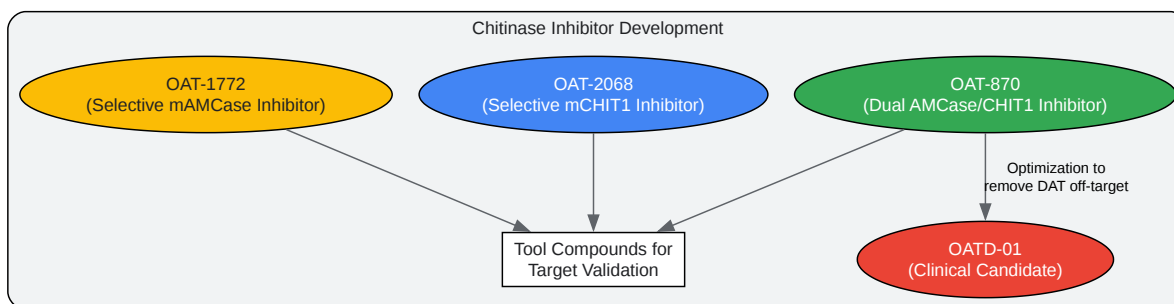 Chitinase Inhibitor Development
OAT-1772
(Selective mAMCase Inhibitor)
OAT-2068
(Selective mCHIT1 Inhibitor)
OAT-870
(Dual AMCase/CHIT1 Inhibitor)
Optimization to
remove DAT off-target
Tool Compounds for
Target Validation
OATD-01
(Clinical Candidate)